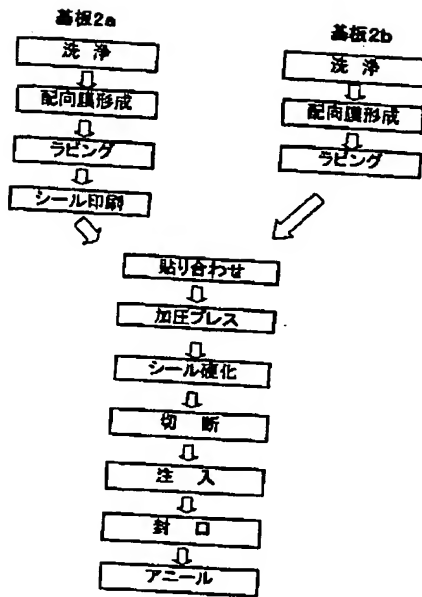 基板2a
洗浄
配向膜形成
ラビング
シール印刷
基板2b
洗浄
配向膜形成
ラビング
貼り合わせ
加圧プレス
シール硬化
切断
注入
封口
アニール